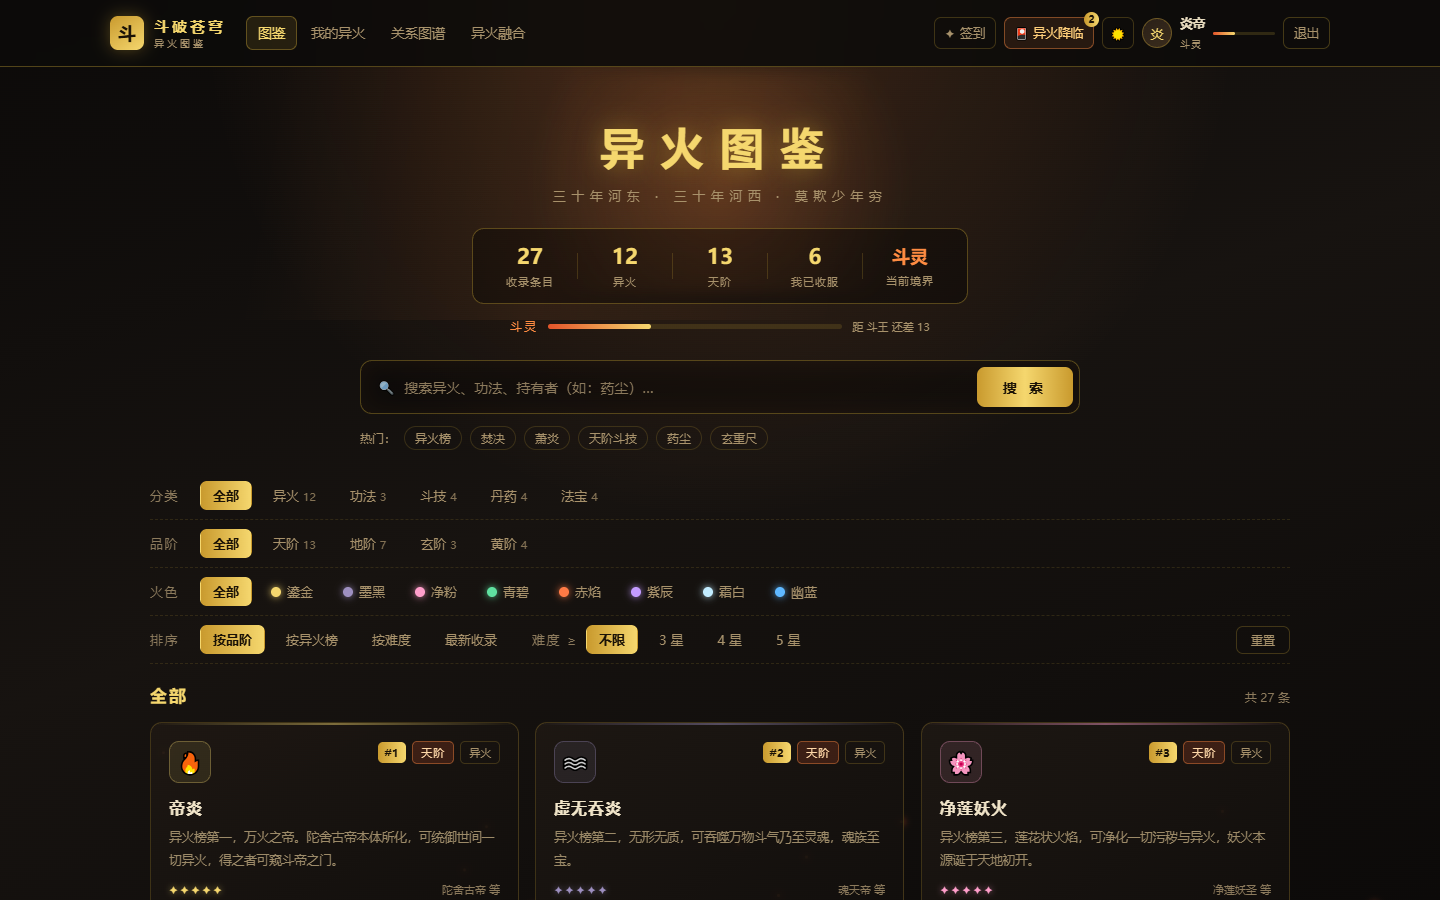 斗 斗破苍穹 图鉴 我的异火 关系图谱 异火融合 签到 异火降临 2 炎 炎帝 退出
异火图鉴 斗灵
异火图鉴
三十年河东 · 三十年河西 · 莫欺少年穷
27 12 13 6 斗灵
收录条目 异火 天阶 我已收服 当前境界
斗灵 距 斗王 还差 13
搜索异火、功法、持有者（如：药尘）... 搜 索
热门： 异火榜 焚决 萧炎 天阶斗技 药尘 玄重尺
分类 全部 异火 12 功法 3 斗技 4 丹药 4 法宝 4
品阶 全部 天阶 13 地阶 7 玄阶 3 黄阶 4
火色 全部 鎏金 墨黑 净粉 青碧 赤焰 紫辰 霜白 幽蓝
排序 按品阶 按异火榜 按难度 最新收录 难度 ≥ 不限 3 星 4 星 5 星 重置
全部 共 27 条
#1 天阶 异火
帝炎
异火榜第一，万火之帝。陀舍古帝本体所化，可统御世间一
切异火，得之者可窥斗帝之门。
✦✦✦✦✦ 陀舍古帝 等
#2 天阶 异火
虚无吞炎
异火榜第二，无形无质，可吞噬万物斗气乃至灵魂，魂族至
宝。
✦✦✦✦✦ 魂天帝 等
#3 天阶 异火
净莲妖火
异火榜第三，莲花状火焰，可净化一切污秽与异火，妖火本
源诞于天地初开。
✦✦✦✦✦ 净莲妖圣 等